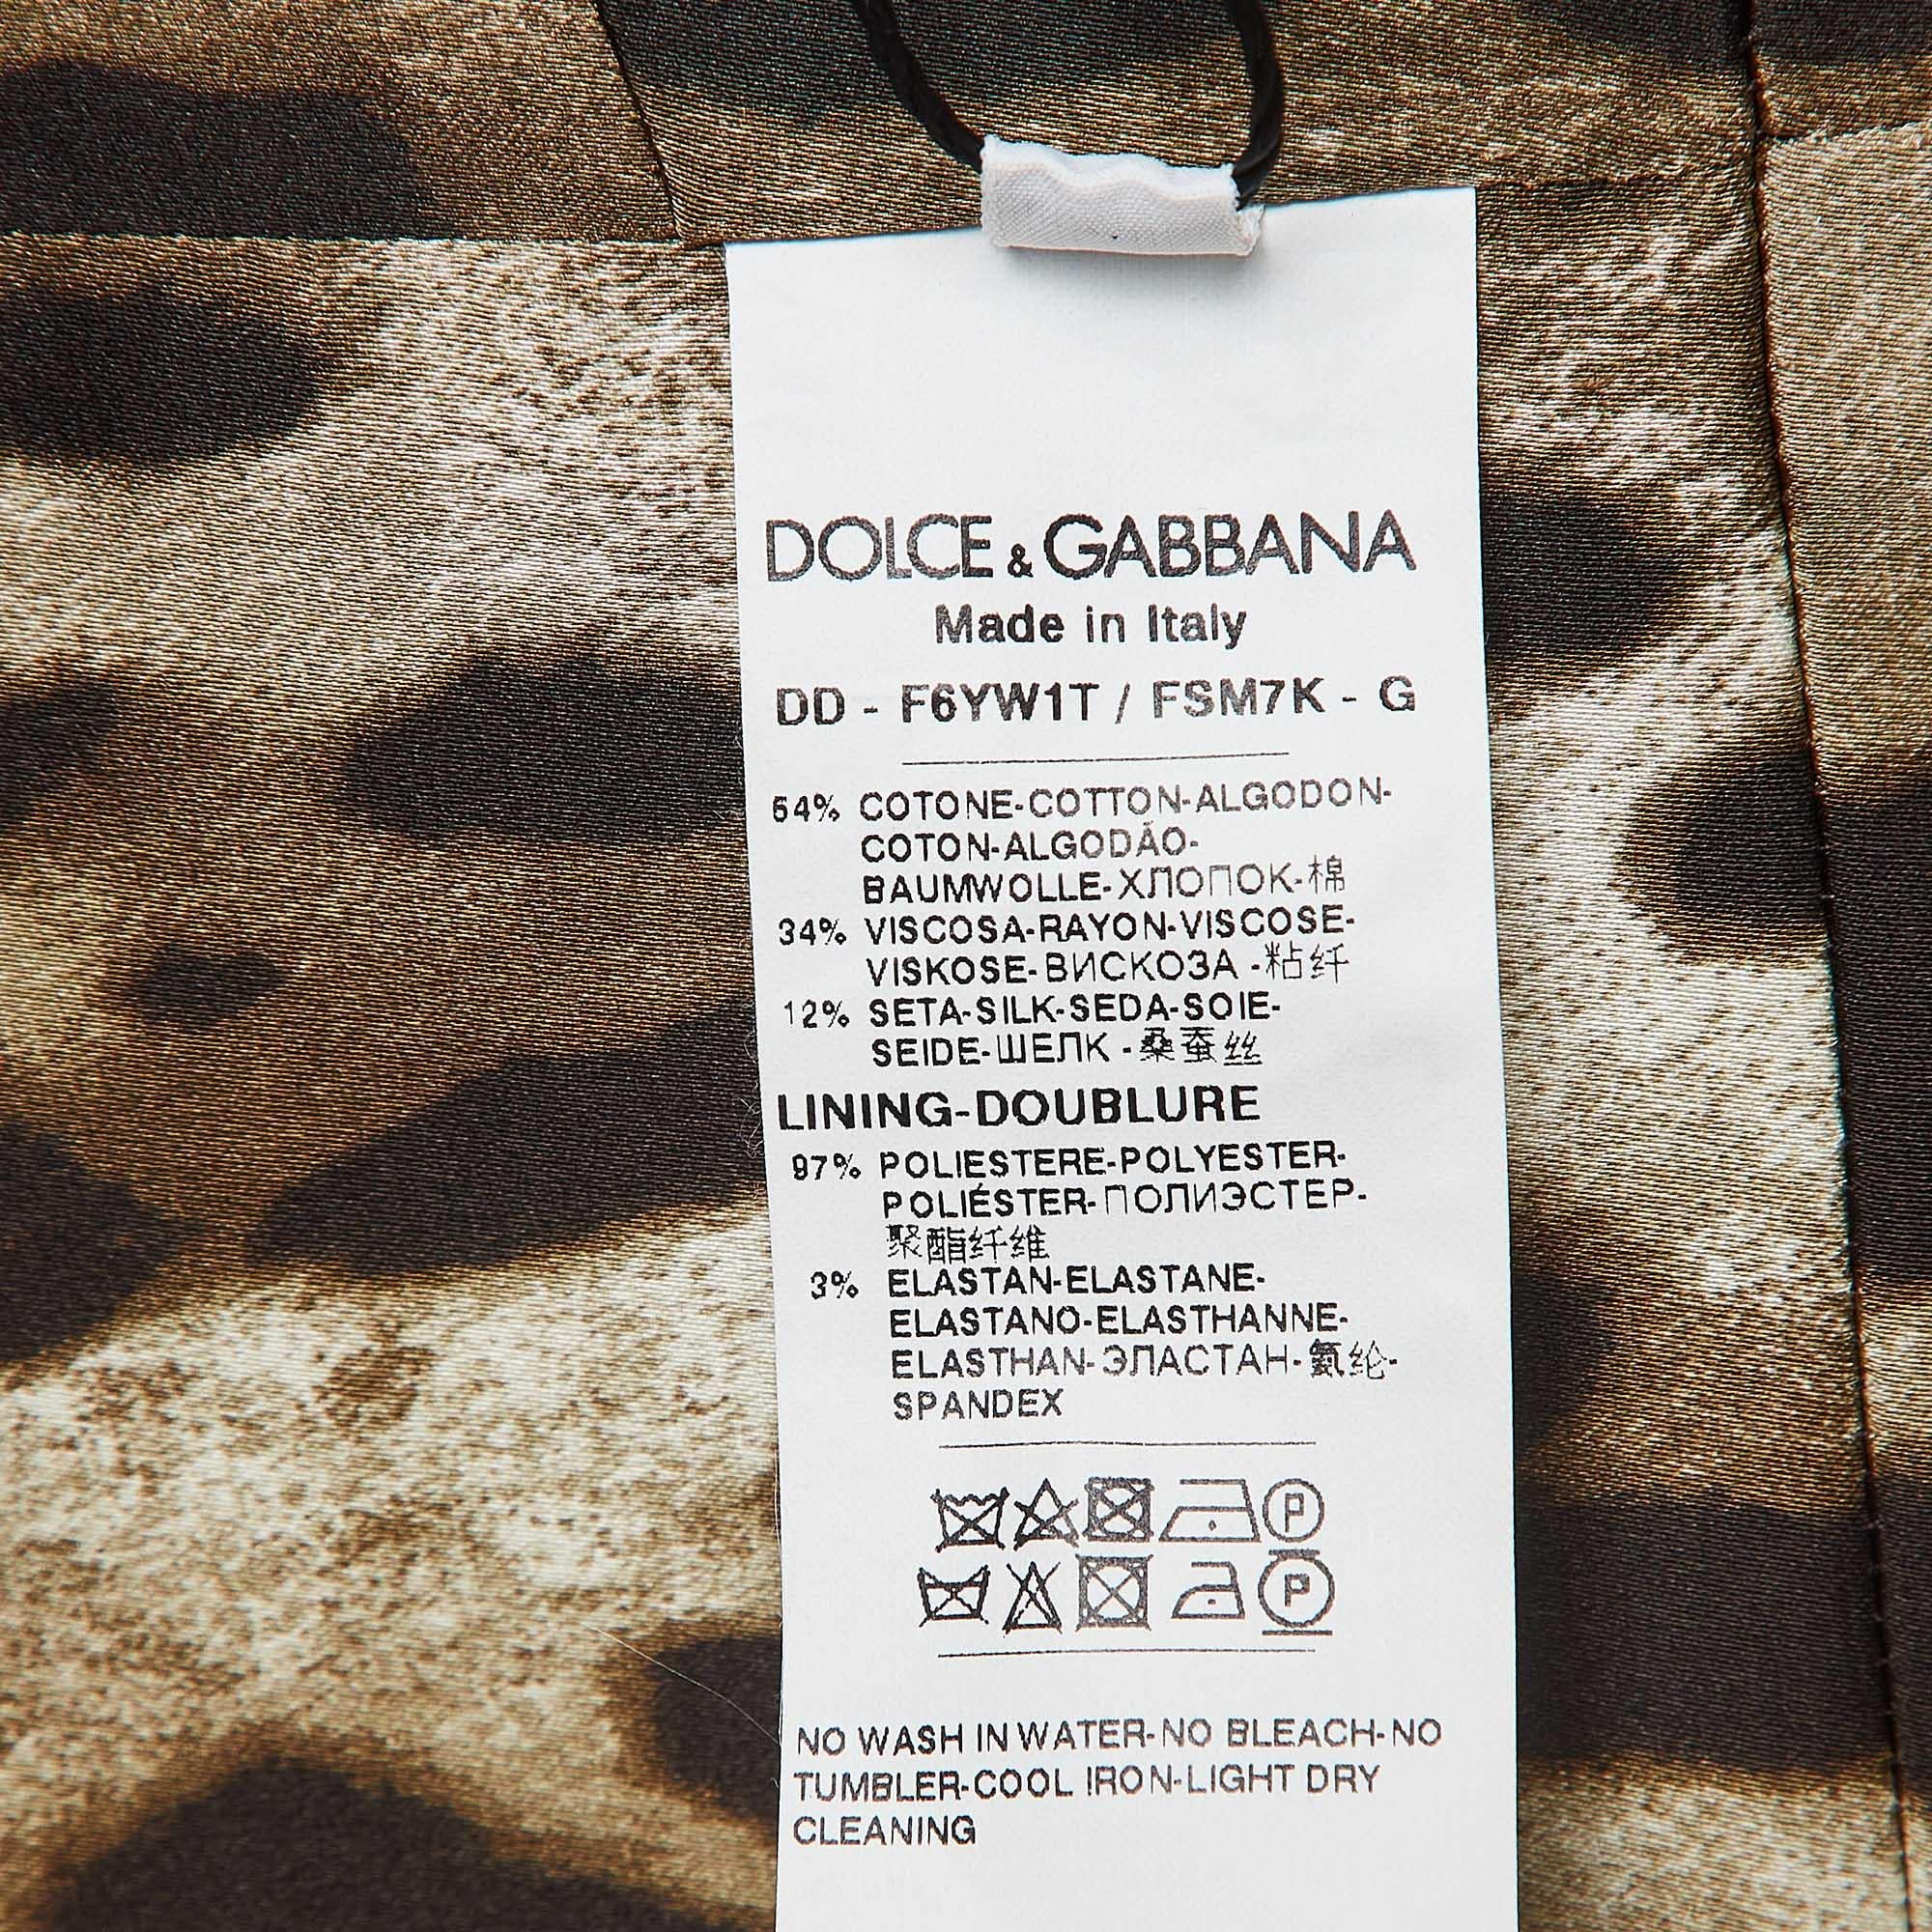 DOLCE & GABBANA
Made in Italy
DD - F6YW1T / FSM7K - G
54% COTONE-COTTON-ALGODON-
COTON-ALGODÃO-
BAUMWOLLE-ХЛОПОК-棉
34% VISCOSA-RAYON-VISCOSE-
VISKOSE-ВИСКОЗА -粘纤
12% SETA-SILK-SEDA-SOIE-
SEIDE-ШЕЛК -桑蚕丝
LINING-DOUBLURE
97% POLIESTERE-POLYESTER-
POLIÉSTER-ПОЛИЭСТЕР-
聚酯纤维
3% ELASTAN-ELASTANE-
ELASTANO-ELASTHANNE-
ELASTHAN-ЭЛАСТАН-氨纶-
SPANDEX
P
P
NO WASH IN WATER-NO BLEACH-NO
TUMBLER-COOL IRON-LIGHT DRY
CLEANING